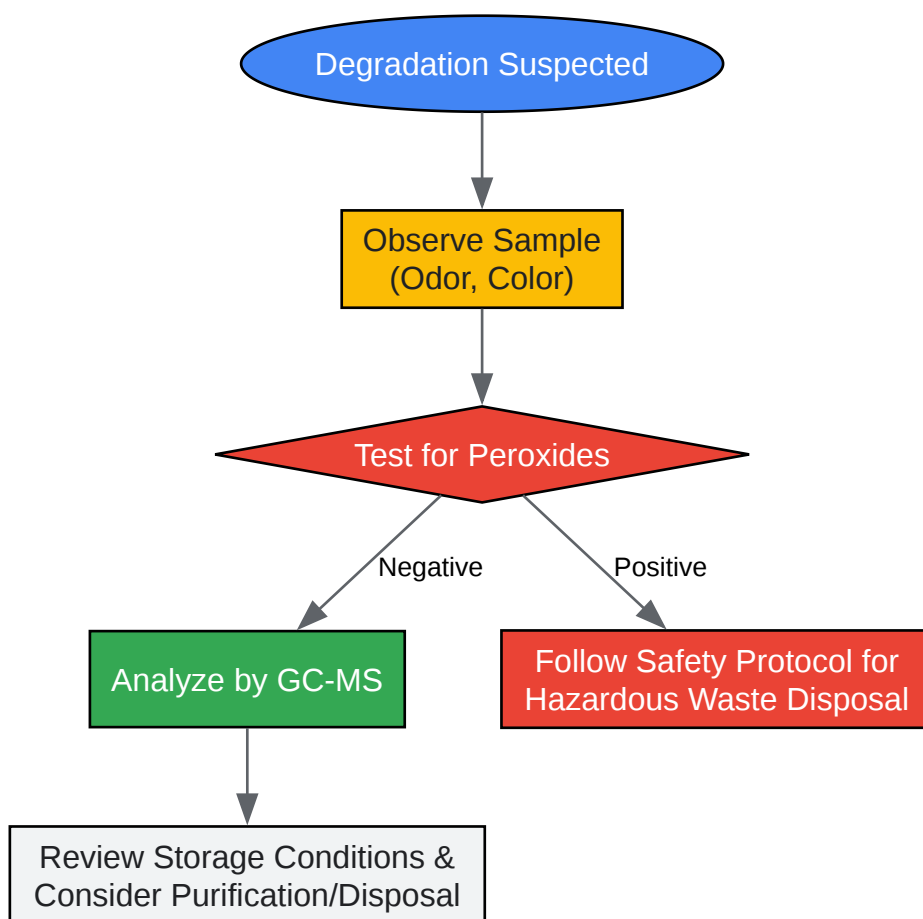 Degradation Suspected
Observe Sample
(Odor, Color)
Test for Peroxides
Negative
Positive
Analyze by GC-MS
Follow Safety Protocol for
Hazardous Waste Disposal
Review Storage Conditions &
Consider Purification/Disposal